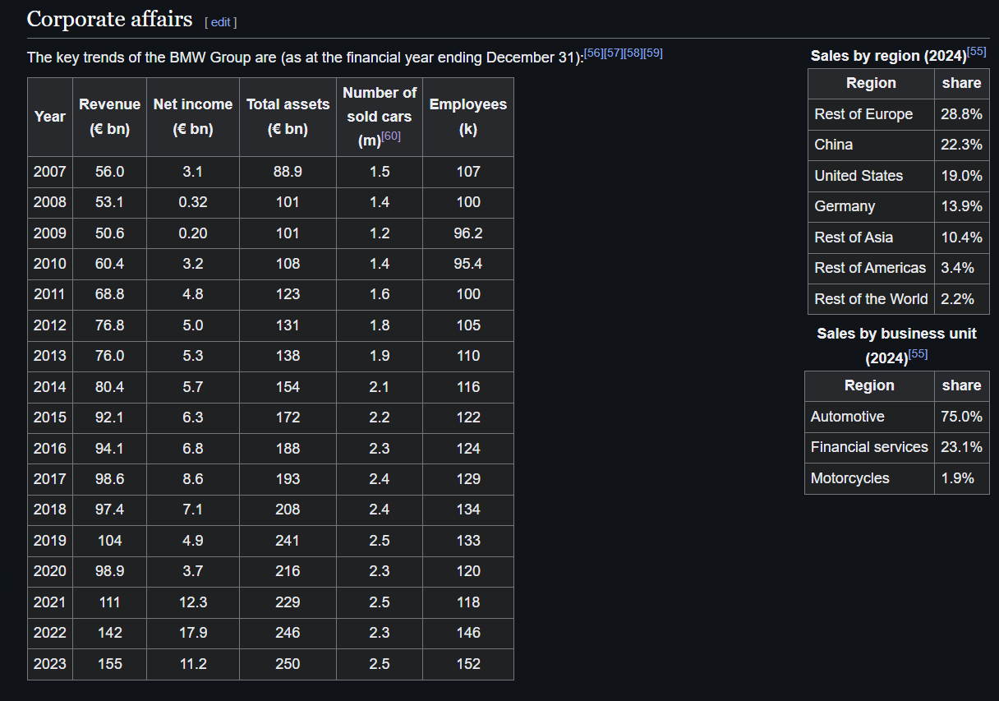 Corporate affairs [ edit ]
The key trends of the BMW Group are (as at the financial year ending December 31):[56][57][58][59]
Year Revenue (€ bn) Net income (€ bn) Total assets (€ bn) Number of sold cars (m)[60] Employees (k)
2007 56.0 3.1 88.9 1.5 107
2008 53.1 0.32 101 1.4 100
2009 50.6 0.20 101 1.2 96.2
2010 60.4 3.2 108 1.4 95.4
2011 68.8 4.8 123 1.6 100
2012 76.8 5.0 131 1.8 105
2013 76.0 5.3 138 1.9 110
2014 80.4 5.7 154 2.1 116
2015 92.1 6.3 172 2.2 122
2016 94.1 6.8 188 2.3 124
2017 98.6 8.6 193 2.4 129
2018 97.4 7.1 208 2.4 134
2019 104 4.9 241 2.5 133
2020 98.9 3.7 216 2.3 120
2021 111 12.3 229 2.5 118
2022 142 17.9 246 2.3 146
2023 155 11.2 250 2.5 152
Sales by region (2024)[55]
Region share
Rest of Europe 28.8%
China 22.3%
United States 19.0%
Germany 13.9%
Rest of Asia 10.4%
Rest of Americas 3.4%
Rest of the World 2.2%
Sales by business unit
(2024)[55]
Region share
Automotive 75.0%
Financial services 23.1%
Motorcycles 1.9%